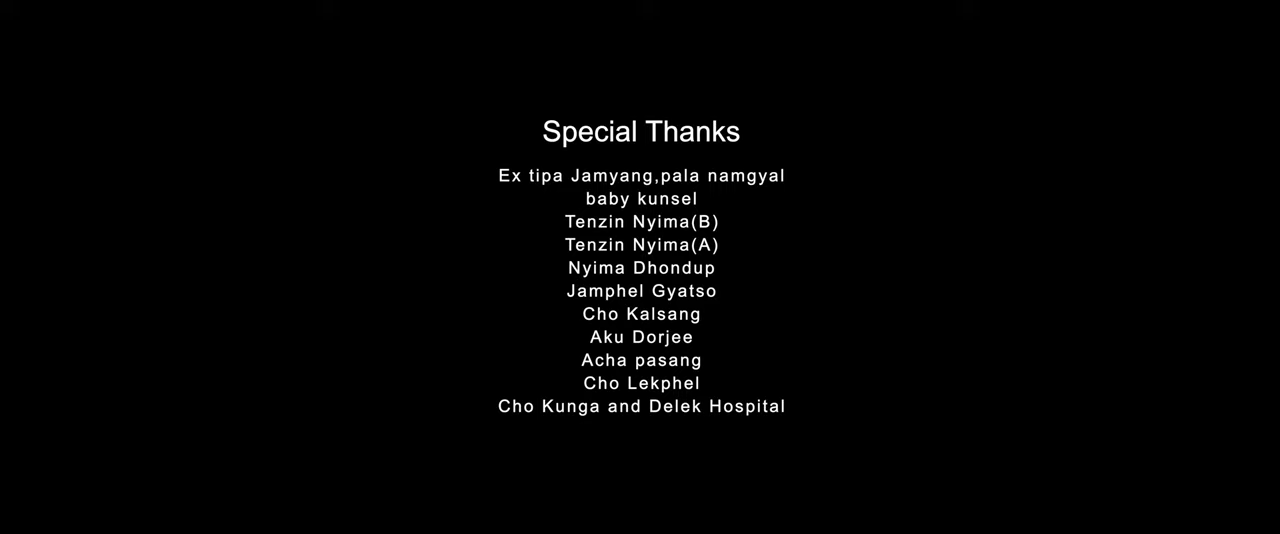 Special Thanks
Ex tipa Jamyang,pala namgyal
baby kunsel
Tenzin Nyima(B)
Tenzin Nyima(A)
Nyima Dhondup
Jamphel Gyatso
Cho Kalsang
Aku Dorjee
Acha pasang
Cho Lekphel
Cho Kunga and Delek Hospital